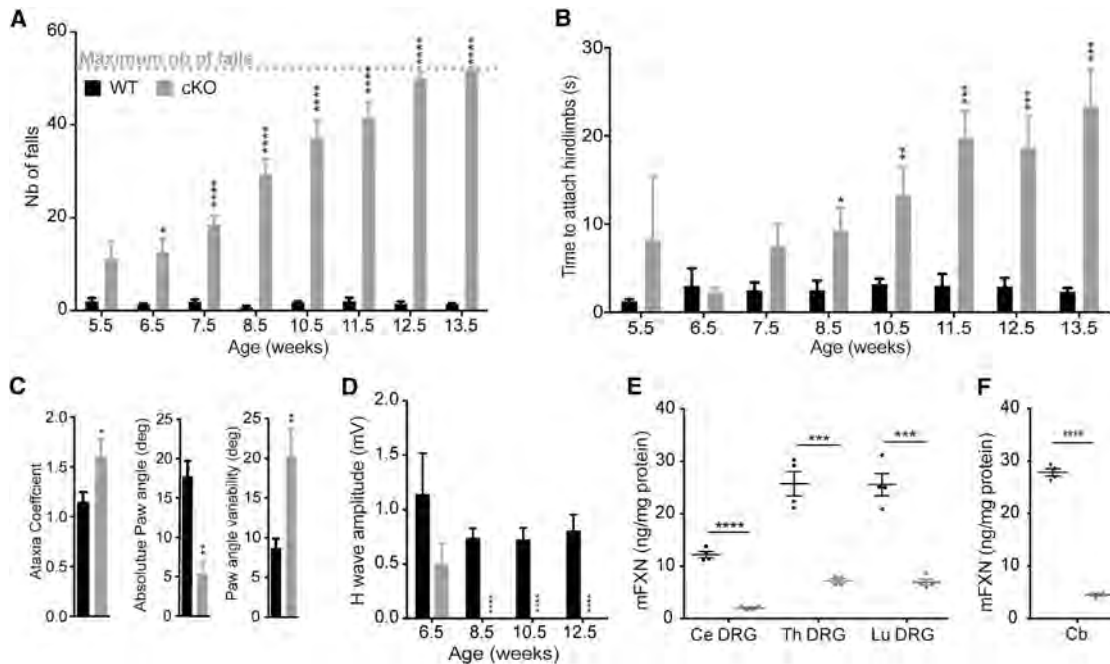 A
Maximum nb of falls
WT cKO
Nb of falls
60
40
20
0
5.5 6.5 7.5 8.5 10.5 11.5 12.5 13.5
Age (weeks)
* **** **** **** **** **** ****
B
Time to attach hindlimbs (s)
30
20
10
0
5.5 6.5 7.5 8.5 10.5 11.5 12.5 13.5
Age (weeks)
* ** *** *** ***
C
Ataxia Coeffcient
2.0
1.5
1.0
0.5
0.0
*
Absolutue Paw angle (deg)
25
20
15
10
5
0
**
Paw angle variability (deg)
25
20
15
10
5
0
**
D
H wave amplitude (mV)
2.0
1.5
1.0
0.5
0.0
6.5 8.5 10.5 12.5
Age (weeks)
**** **** ****
E
mFXN (ng/mg protein)
40
30
20
10
0
**** *** ***
Ce DRG Th DRG Lu DRG
F
mFXN (ng/mg protein)
40
30
20
10
0
****
Cb